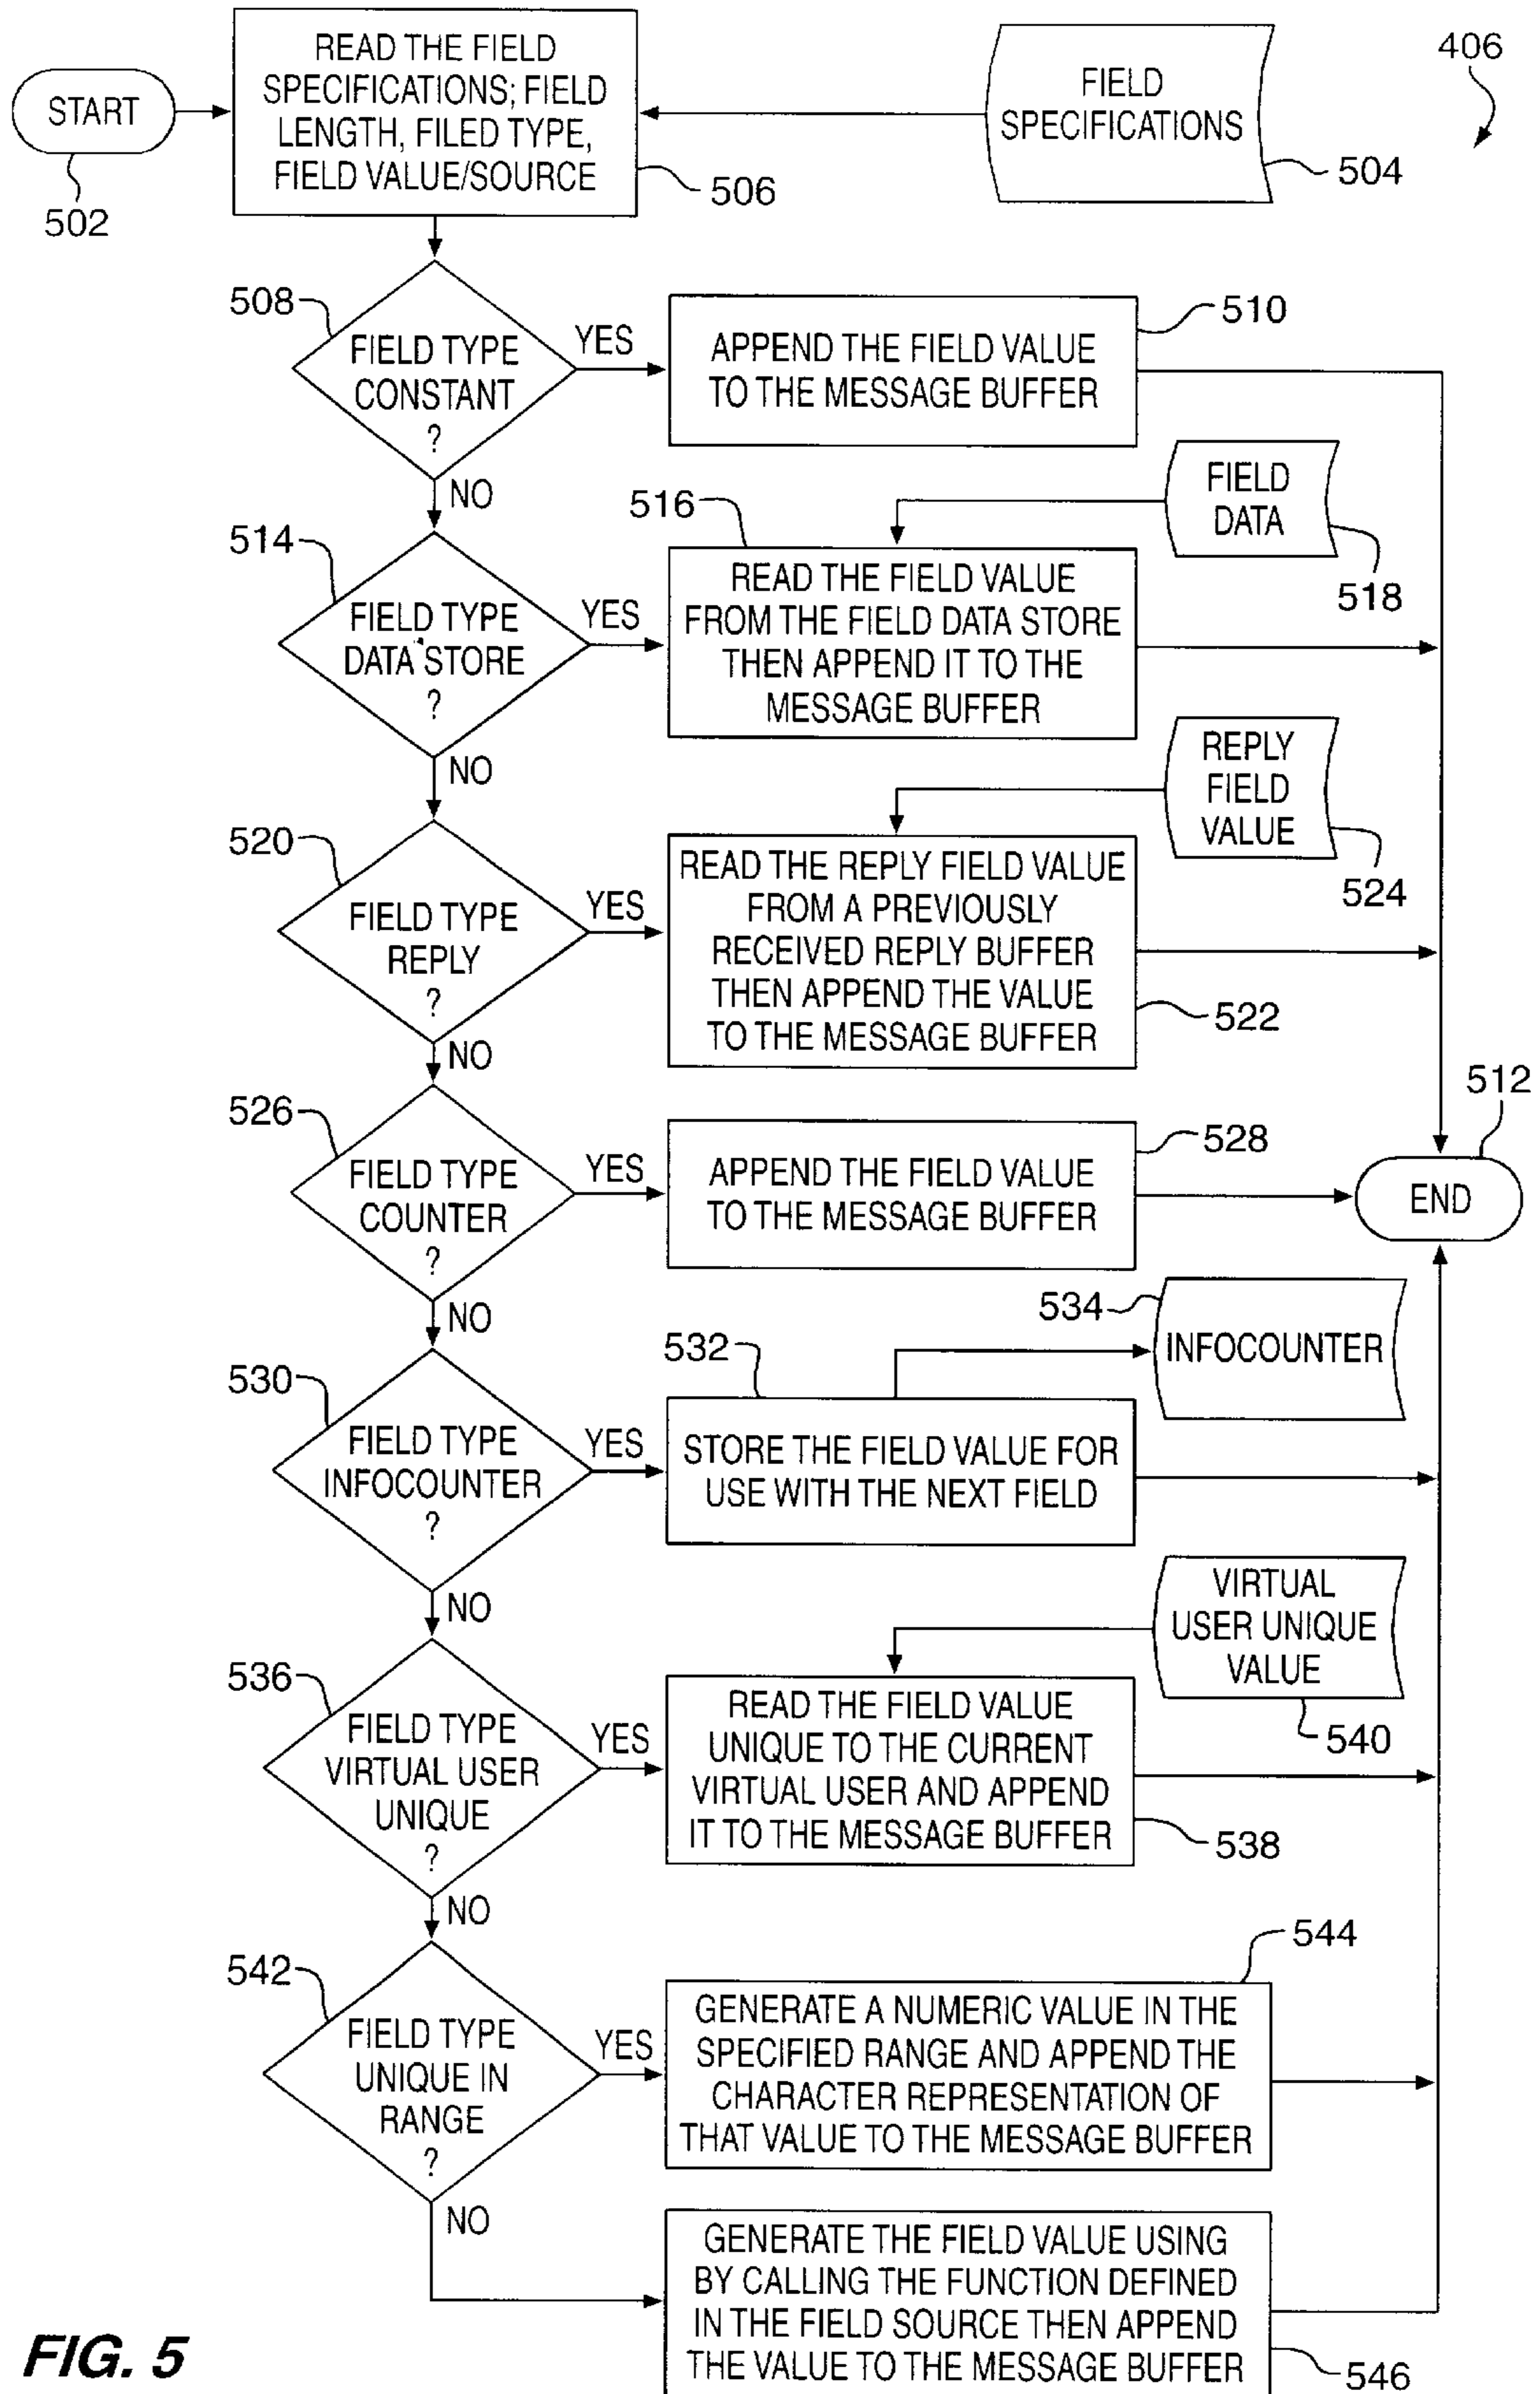 406
START
502
READ THE FIELD
SPECIFICATIONS; FIELD
LENGTH, FILED TYPE,
FIELD VALUE/SOURCE
506
FIELD
SPECIFICATIONS
504
508
FIELD TYPE
CONSTANT
?
YES
NO
APPEND THE FIELD VALUE
TO THE MESSAGE BUFFER
510
514
FIELD TYPE
DATA STORE
?
YES
NO
516
READ THE FIELD VALUE
FROM THE FIELD DATA STORE
THEN APPEND IT TO THE
MESSAGE BUFFER
FIELD
DATA
518
520
FIELD TYPE
REPLY
?
YES
NO
READ THE REPLY FIELD VALUE
FROM A PREVIOUSLY
RECEIVED REPLY BUFFER
THEN APPEND THE VALUE
TO THE MESSAGE BUFFER
522
REPLY
FIELD
VALUE
524
526
FIELD TYPE
COUNTER
?
YES
NO
APPEND THE FIELD VALUE
TO THE MESSAGE BUFFER
528
512
END
530
FIELD TYPE
INFOCOUNTER
?
YES
NO
532
STORE THE FIELD VALUE FOR
USE WITH THE NEXT FIELD
534
INFOCOUNTER
536
FIELD TYPE
VIRTUAL USER
UNIQUE
?
YES
NO
READ THE FIELD VALUE
UNIQUE TO THE CURRENT
VIRTUAL USER AND APPEND
IT TO THE MESSAGE BUFFER
538
VIRTUAL
USER UNIQUE
VALUE
540
542
FIELD TYPE
UNIQUE IN
RANGE
?
YES
NO
544
GENERATE A NUMERIC VALUE IN THE
SPECIFIED RANGE AND APPEND THE
CHARACTER REPRESENTATION OF
THAT VALUE TO THE MESSAGE BUFFER
GENERATE THE FIELD VALUE USING
BY CALLING THE FUNCTION DEFINED
IN THE FIELD SOURCE THEN APPEND
THE VALUE TO THE MESSAGE BUFFER
546
FIG. 5